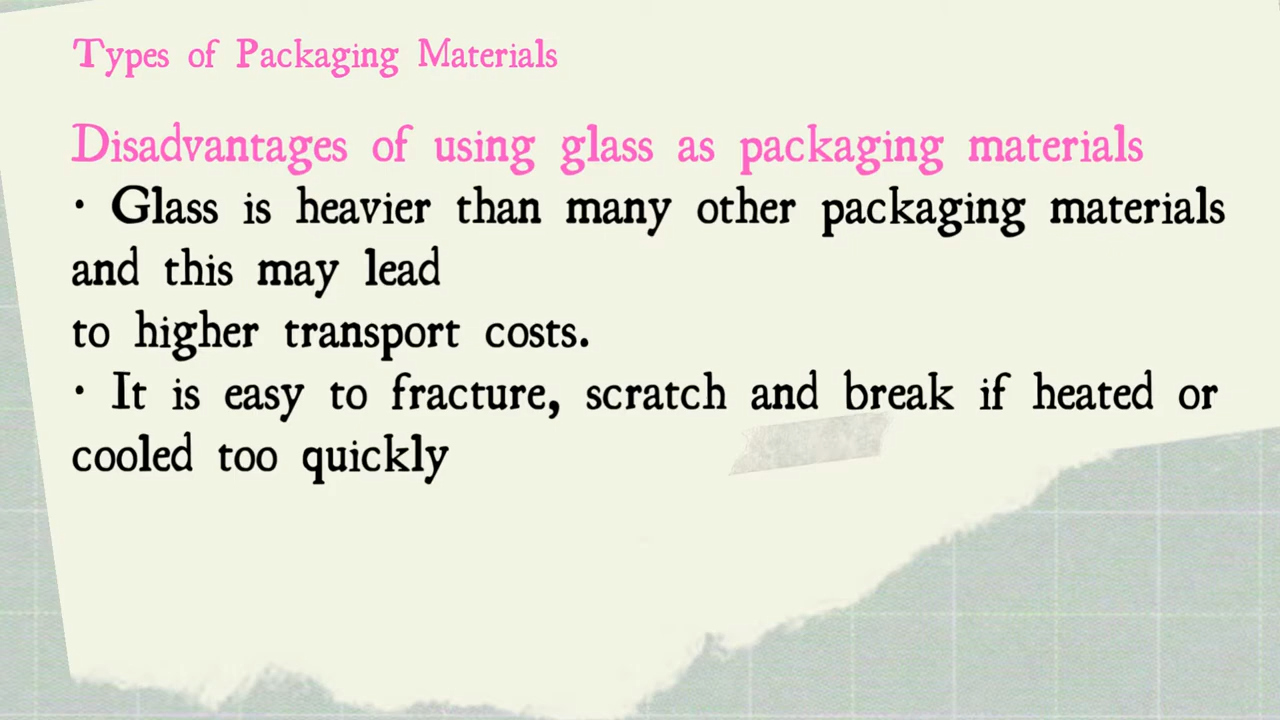 Types of Packaging Materials
Disadvantages of using glass as packaging materials
· Glass is heavier than many other packaging materials
and this may lead
to higher transport costs.
· It is easy to fracture, scratch and break if heated or
cooled too quickly